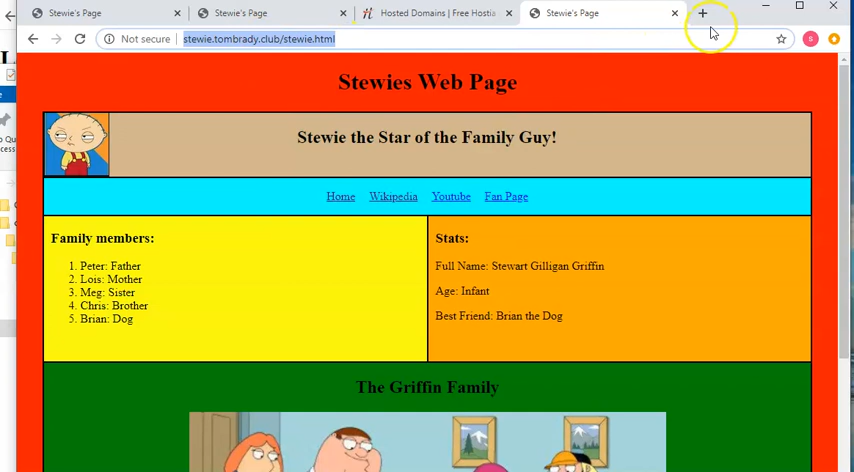 Stewie's Page
Stewie's Page
Hosted Domains | Free Hostin
Stewie's Page
Not secure
stewie.tombrady.club/stewie.html
S
Stewies Web Page
Stewie the Star of the Family Guy!
Home Wikipedia Youtube Fan Page
Family members:
1. Peter: Father
2. Lois: Mother
3. Meg: Sister
4. Chris: Brother
5. Brian: Dog
Stats:
Full Name: Stewart Gilligan Griffin
Age: Infant
Best Friend: Brian the Dog
The Griffin Family